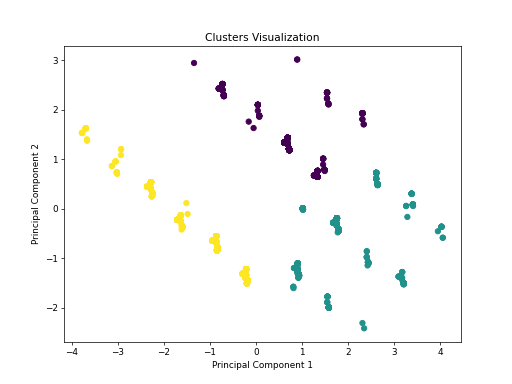 Clusters Visualization
Principal Component 2
3
2
1
0
−1
−2
−4 −3 −2 −1 0 1 2 3 4
Principal Component 1